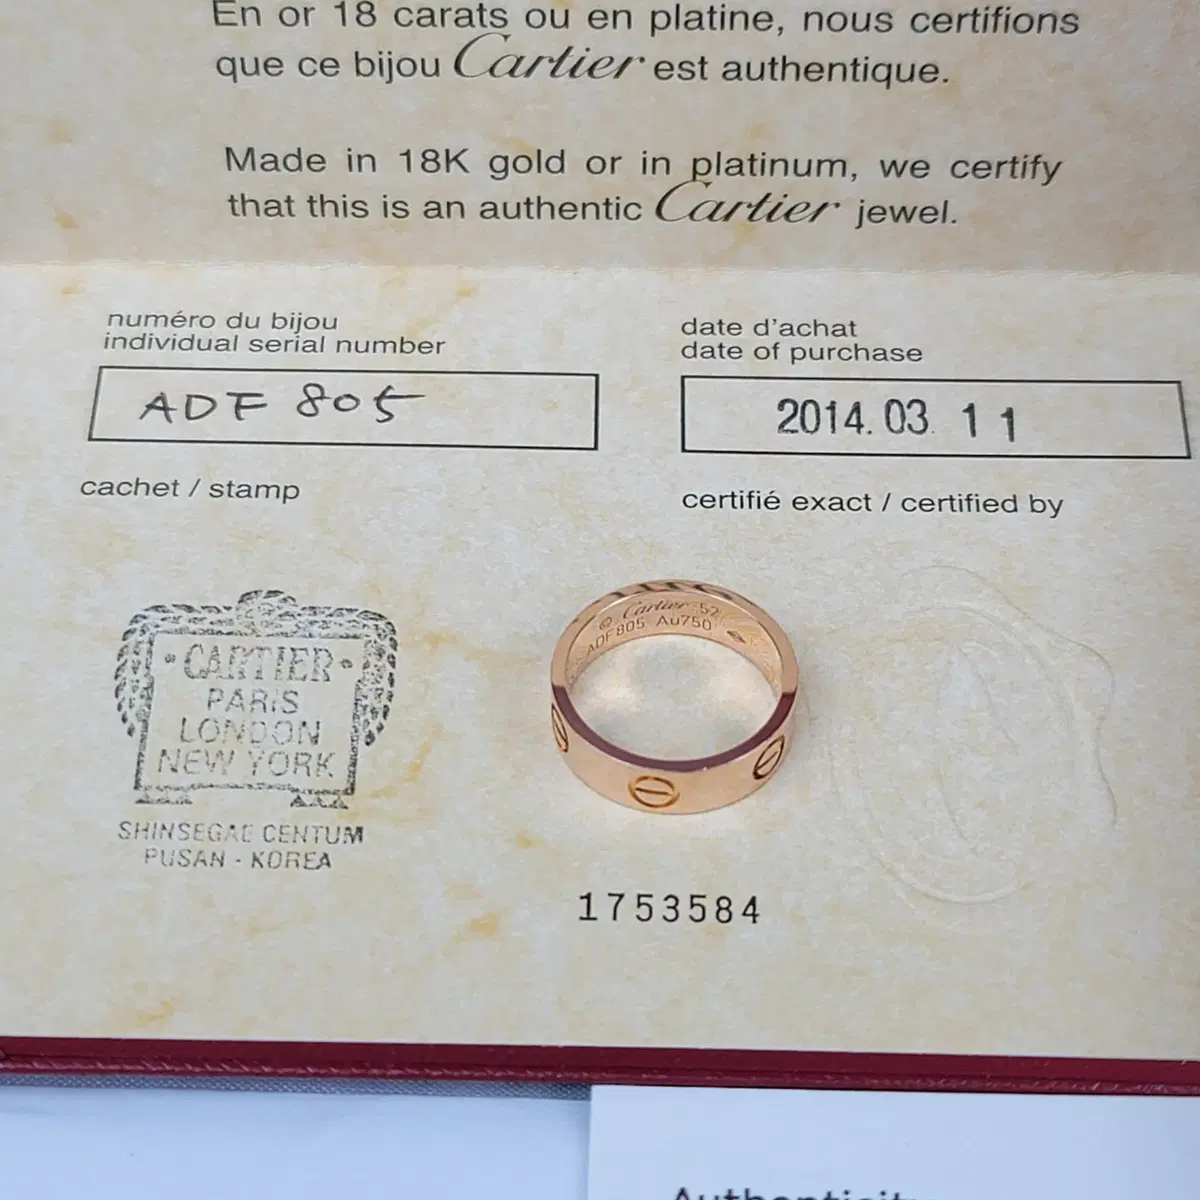 En or 18 carats ou en platine, nous certifions
que ce bijou Cartier est authentique.
Made in 18K gold or in platinum, we certify
that this is an authentic Cartier jewel.
numéro du bijou
individual serial number
ADF 805
date d'achat
date of purchase
2014.03. 11
cachet / stamp
certifié exact / certified by
CARTIER
PARIS
LONDON
NEW YORK
SHINSEGAE CENTUM
PUSAN - KOREA
© Cartier 52
ADF805 Au750
1753584
Authenticity